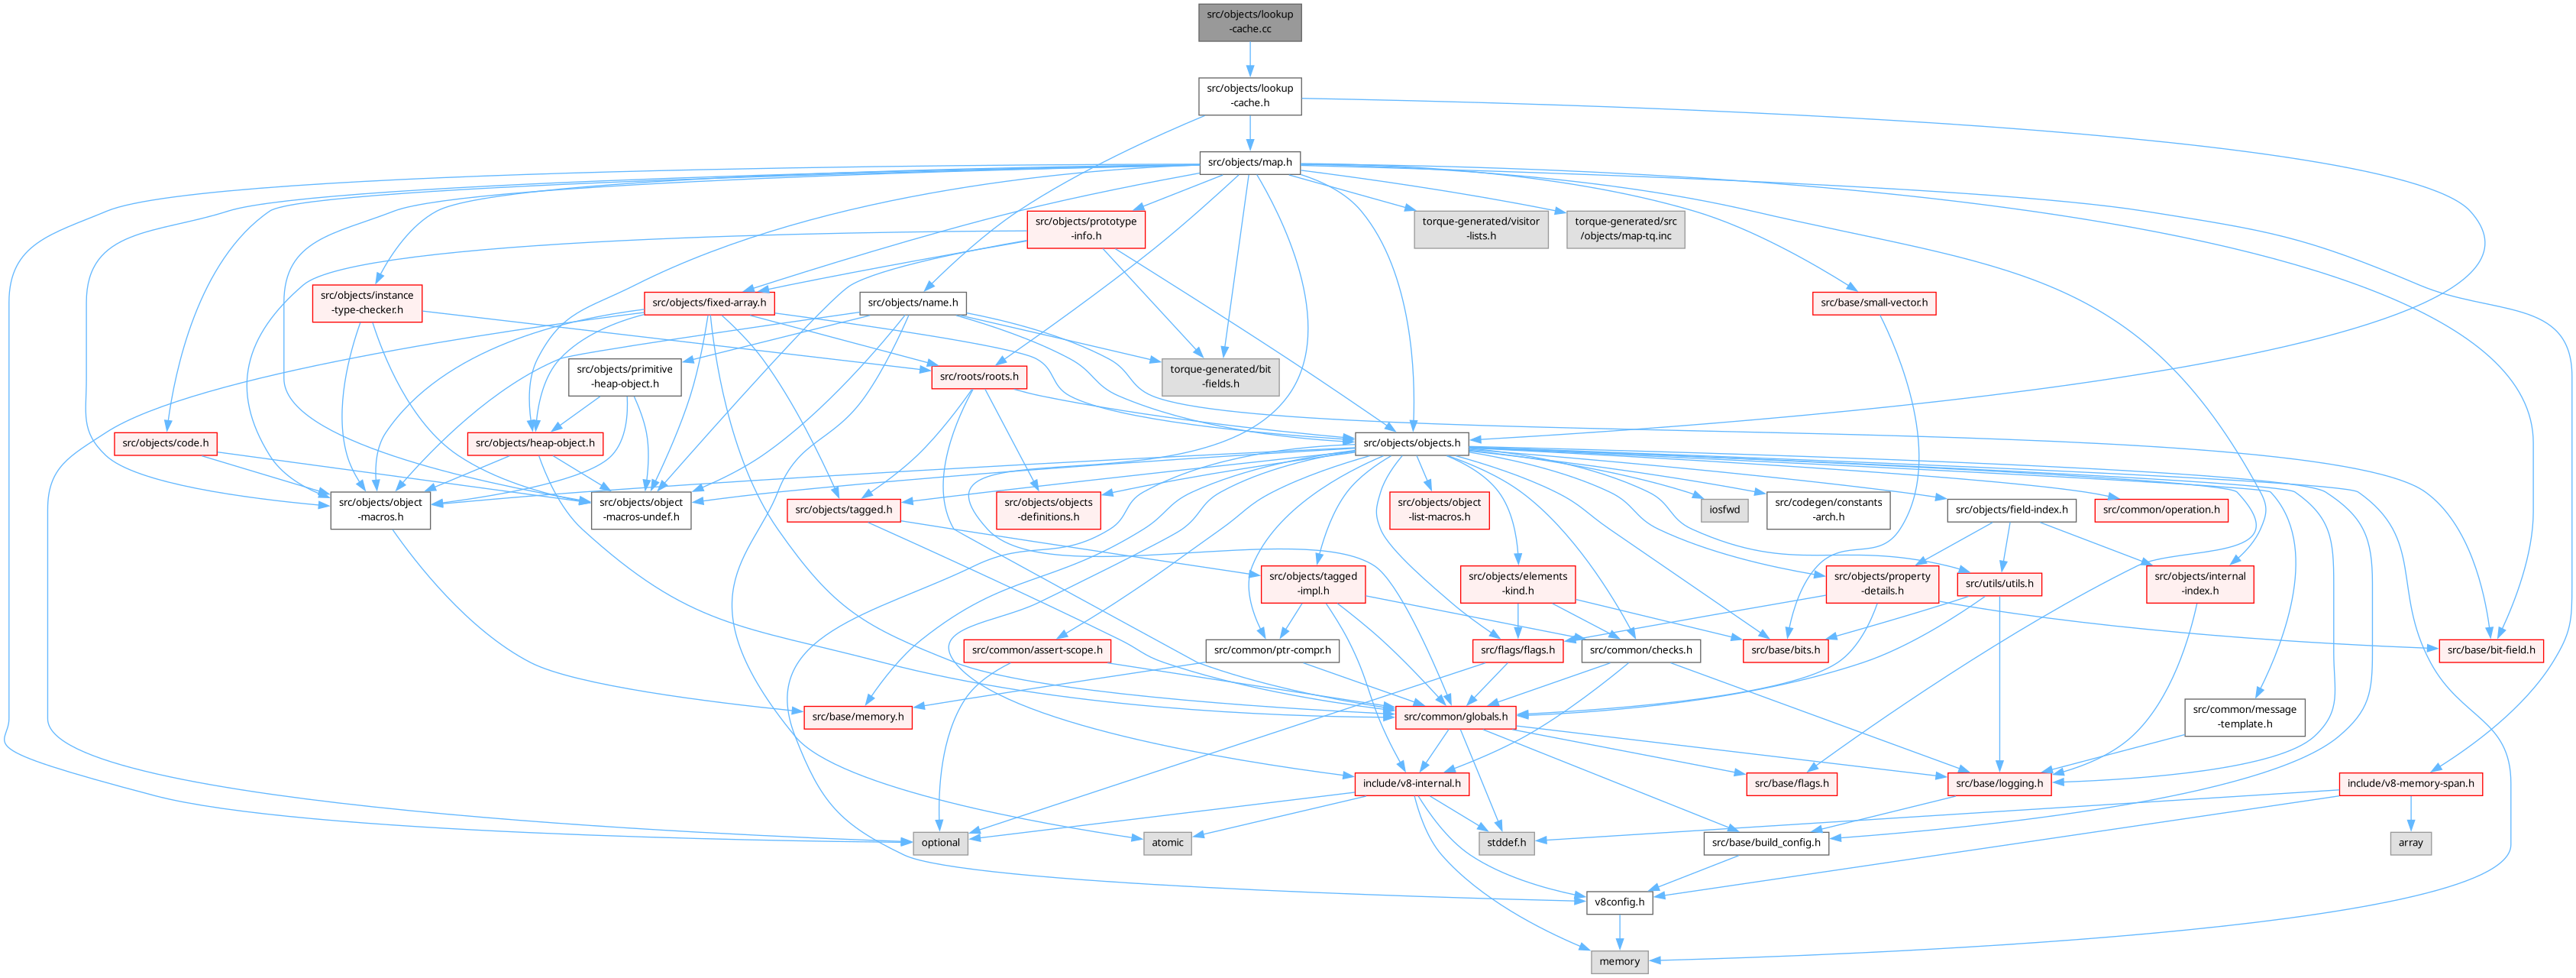 src/objects/lookup
-cache.cc
src/objects/lookup
-cache.h
src/objects/map.h
src/objects/prototype
-info.h
torque-generated/visitor
-lists.h
torque-generated/src
/objects/map-tq.inc
src/objects/instance
-type-checker.h
src/objects/fixed-array.h
src/objects/name.h
src/base/small-vector.h
src/objects/primitive
-heap-object.h
src/roots/roots.h
torque-generated/bit
-fields.h
src/objects/code.h
src/objects/heap-object.h
src/objects/objects.h
src/objects/object
-macros.h
src/objects/object
-macros-undef.h
src/objects/tagged.h
src/objects/objects
-definitions.h
src/objects/object
-list-macros.h
iosfwd
src/codegen/constants
-arch.h
src/objects/field-index.h
src/common/operation.h
src/objects/tagged
-impl.h
src/objects/elements
-kind.h
src/objects/property
-details.h
src/utils/utils.h
src/objects/internal
-index.h
src/common/assert-scope.h
src/common/ptr-compr.h
src/flags/flags.h
src/common/checks.h
src/base/bits.h
src/base/bit-field.h
src/base/memory.h
src/common/globals.h
src/common/message
-template.h
include/v8-internal.h
src/base/flags.h
src/base/logging.h
include/v8-memory-span.h
optional
atomic
stddef.h
src/base/build_config.h
array
v8config.h
memory